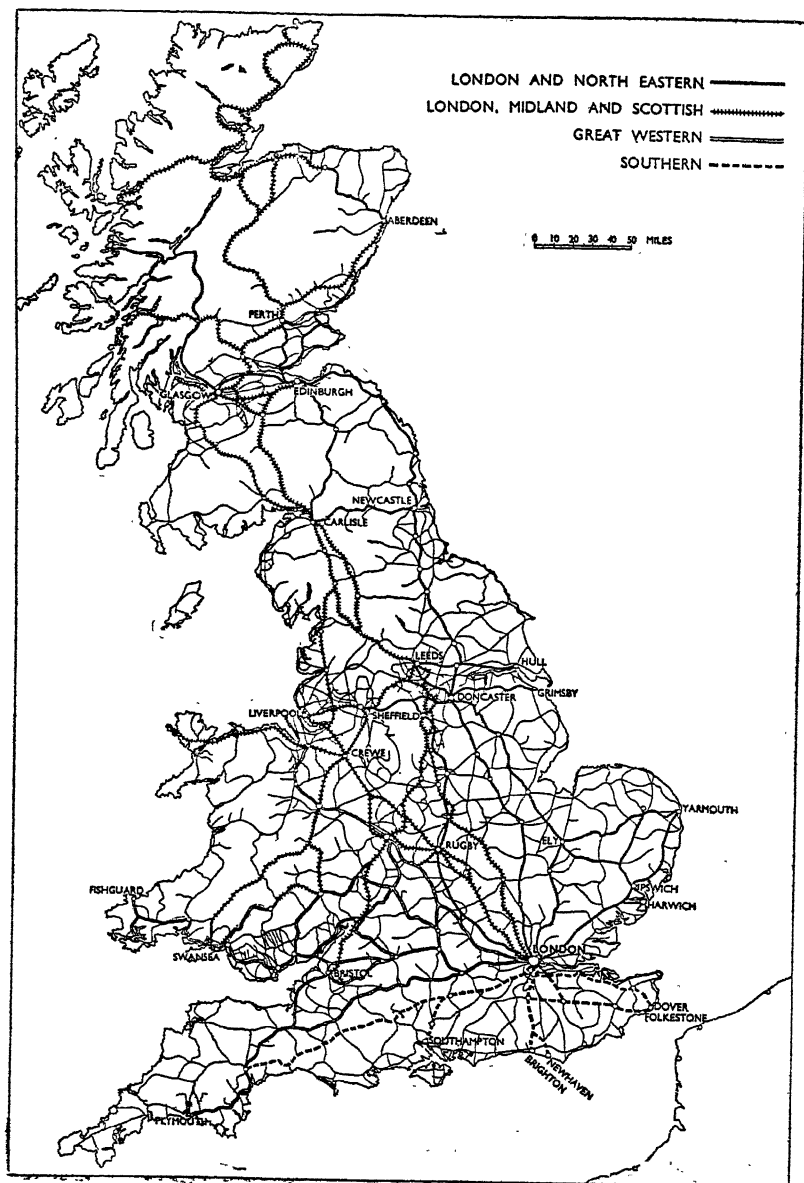 LONDON AND NORTH EASTERN
LONDON, MIDLAND AND SCOTTISH
GREAT WESTERN
SOUTHERN
0 10 20 30 40 50 MILES
ABERDEEN
PERTH
GLASGOW
EDINBURGH
NEWCASTLE
CARLISLE
LEEDS
HULL
DONCASTER
GRIMSBY
LIVERPOOL
SHEFFIELD
CREWE
YARMOUTH
RUGBY
ELY
FISHGUARD
IPSWICH
HARWICH
SWANSEA
LONDON
BRISTOL
DOVER
FOLKESTONE
SOUTHAMPTON
NEWHAVEN
BRIGHTON
PLYMOUTH